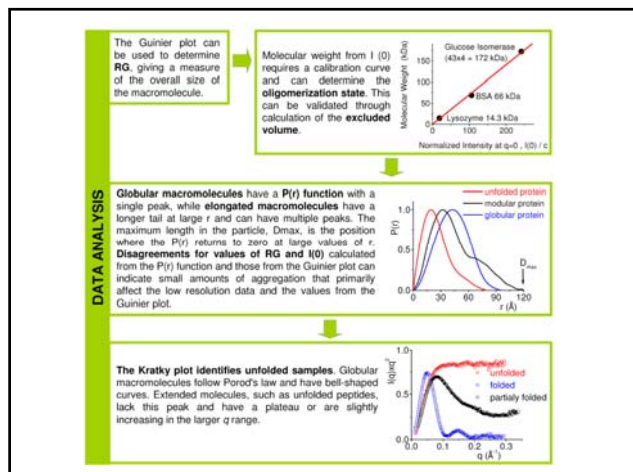 DATA ANALYSIS
The Guinier plot can
be used to determine
RG, giving a measure
of the overall size of
the macromolecule.
Molecular weight from I (0)
requires a calibration curve
and can determine the
oligomerization state. This
can be validated through
calculation of the excluded
volume.
Molecular Weight (kDa)
150
100
50
0
Glucose Isomerase
(43x4 = 172 kDa)
BSA 66 kDa
Lysozyme 14.3 kDa
0 100 200
Normalized Intensity at q=0 , I(0) / c
Globular macromolecules have a P(r) function with a
single peak, while elongated macromolecules have a
longer tail at large r and can have multiple peaks. The
maximum length in the particle, Dmax, is the position
where the P(r) returns to zero at large values of r.
Disagreements for values of RG and I(0) calculated
from the P(r) function and those from the Guinier plot can
indicate small amounts of aggregation that primarily
affect the low resolution data and the values from the
Guinier plot.
unfolded protein
modular protein
globular protein
P(r)
1.0
0.5
0.0
Dmax
0 30 60 90 120
r (Å)
The Kratky plot identifies unfolded samples. Globular
macromolecules follow Porod's law and have bell-shaped
curves. Extended molecules, such as unfolded peptides,
lack this peak and have a plateau or are slightly
increasing in the larger q range.
I(q)xq²
1.0
0.5
0.0
unfolded
folded
partialy folded
0 0.1 0.2 0.3
q (Å⁻¹)